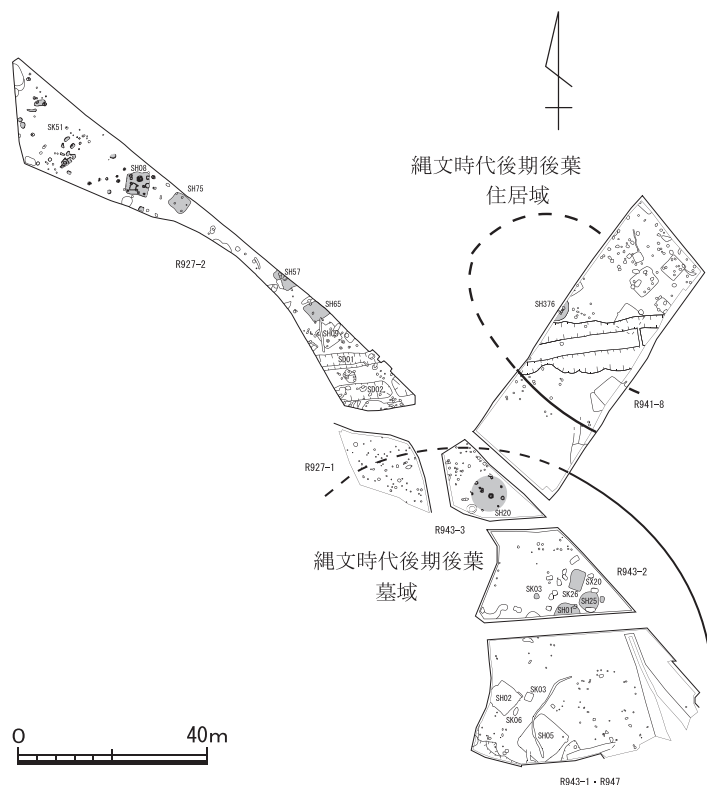 縄文時代後期後葉
住居域
SK51
SH08
SH75
R927-2
SH57
SH65
SH09
SD01
SD02
SH376
R941-8
R927-1
SH20
R943-3
縄文時代後期後葉
墓域
R943-2
SK03
SX20
SK26
SH25
SH01
SH02
SK03
SK06
SH05
0
40m
R943-1・R947